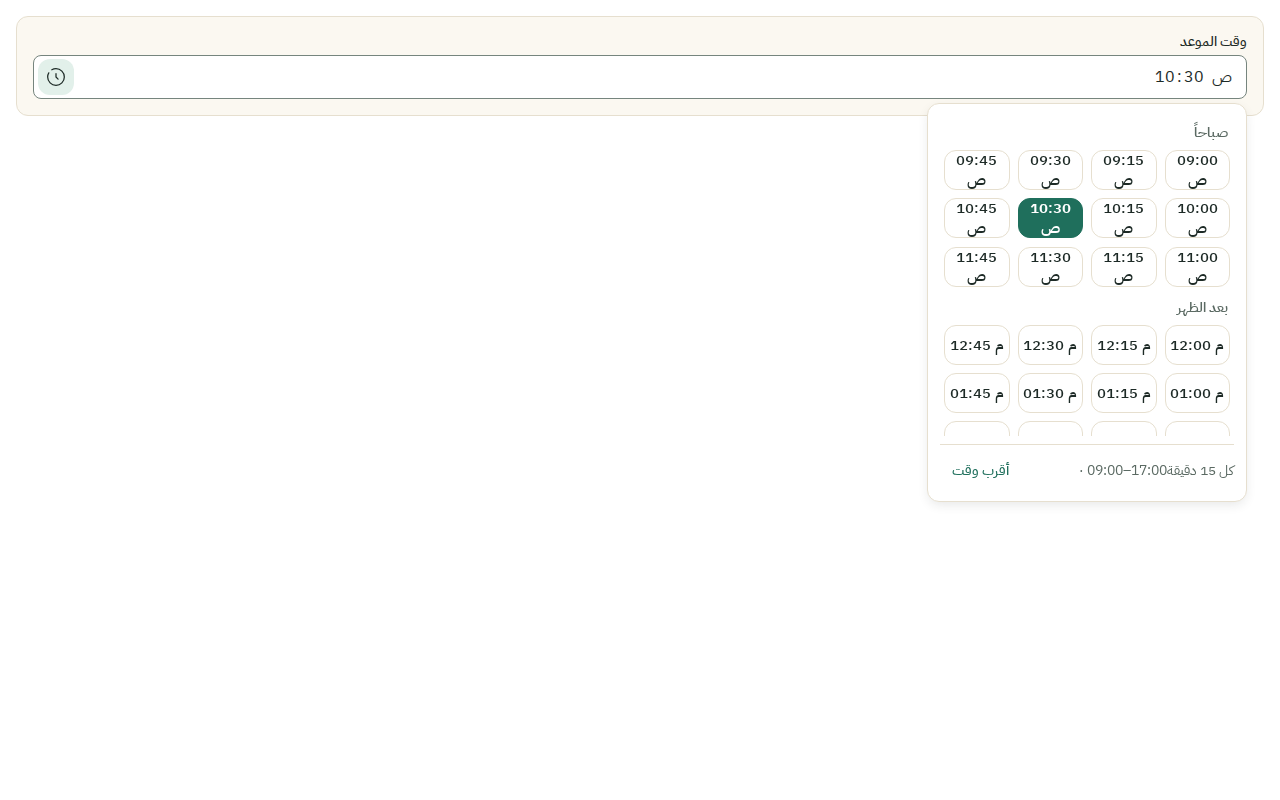 وقت الموعد
ص 10:30
صباحاً
09:00 ص
09:15 ص
09:30 ص
09:45 ص
10:00 ص
10:15 ص
10:30 ص
10:45 ص
11:00 ص
11:15 ص
11:30 ص
11:45 ص
بعد الظهر
م 12:00
م 12:15
م 12:30
م 12:45
م 01:00
م 01:15
م 01:30
م 01:45
كل 15 دقيقة09:00–17:00 ·
أقرب وقت